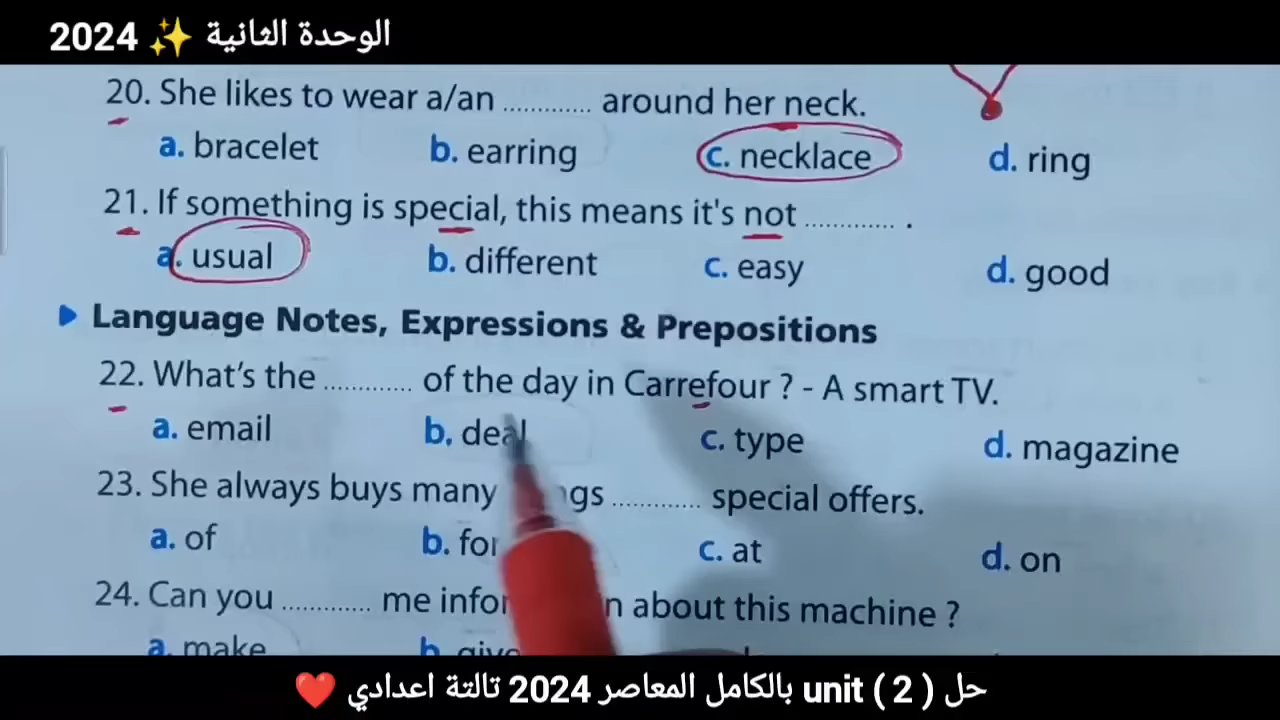 الوحدة الثانية ✨ 2024
20. She likes to wear a/an ............ around her neck.
a. bracelet b. earring c. necklace d. ring
21. If something is special, this means it's not ............ .
a. usual b. different c. easy d. good
Language Notes, Expressions & Prepositions
22. What's the ............ of the day in Carrefour ? - A smart TV.
a. email b. deal c. type d. magazine
23. She always buys many ............ special offers.
a. of b. for c. at d. on
24. Can you ............ me about this machine ?
a. make b. give
حل unit ( 2 ) بالكامل المعاصر 2024 تالتة اعدادي ❤️